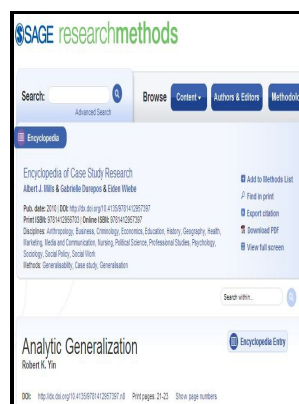 SAGE researchmethods
Search:
Advanced Search
Browse
Content
Authors & Editors
Methodolo
Encyclopedia
Encyclopedia of Case Study Research
Albert J. Mills & Gabrielle Durepos & Eiden Wiebe
Pub. date: 2010 | DOI: http://dx.doi.org/10.4135/9781412957397
Print ISBN: 9781412956703 | Online ISBN: 9781412957397
Disciplines: Anthropology, Business, Criminology, Economics, Education, History, Geography, Health,
Marketing, Media and Communication, Nursing, Political Science, Professional Studies, Psychology,
Sociology, Social Policy, Social Work
Methods: Generalisability, Case study, Generalisation
Add to Methods List
Find in print
Export citation
Download PDF
View full screen
Search within...
Analytic Generalization
Robert K. Yin
Encyclopedia Entry
DOI: http://dx.doi.org/10.4135/9781412957397.n8 Print pages: 21-23 Show page numbers